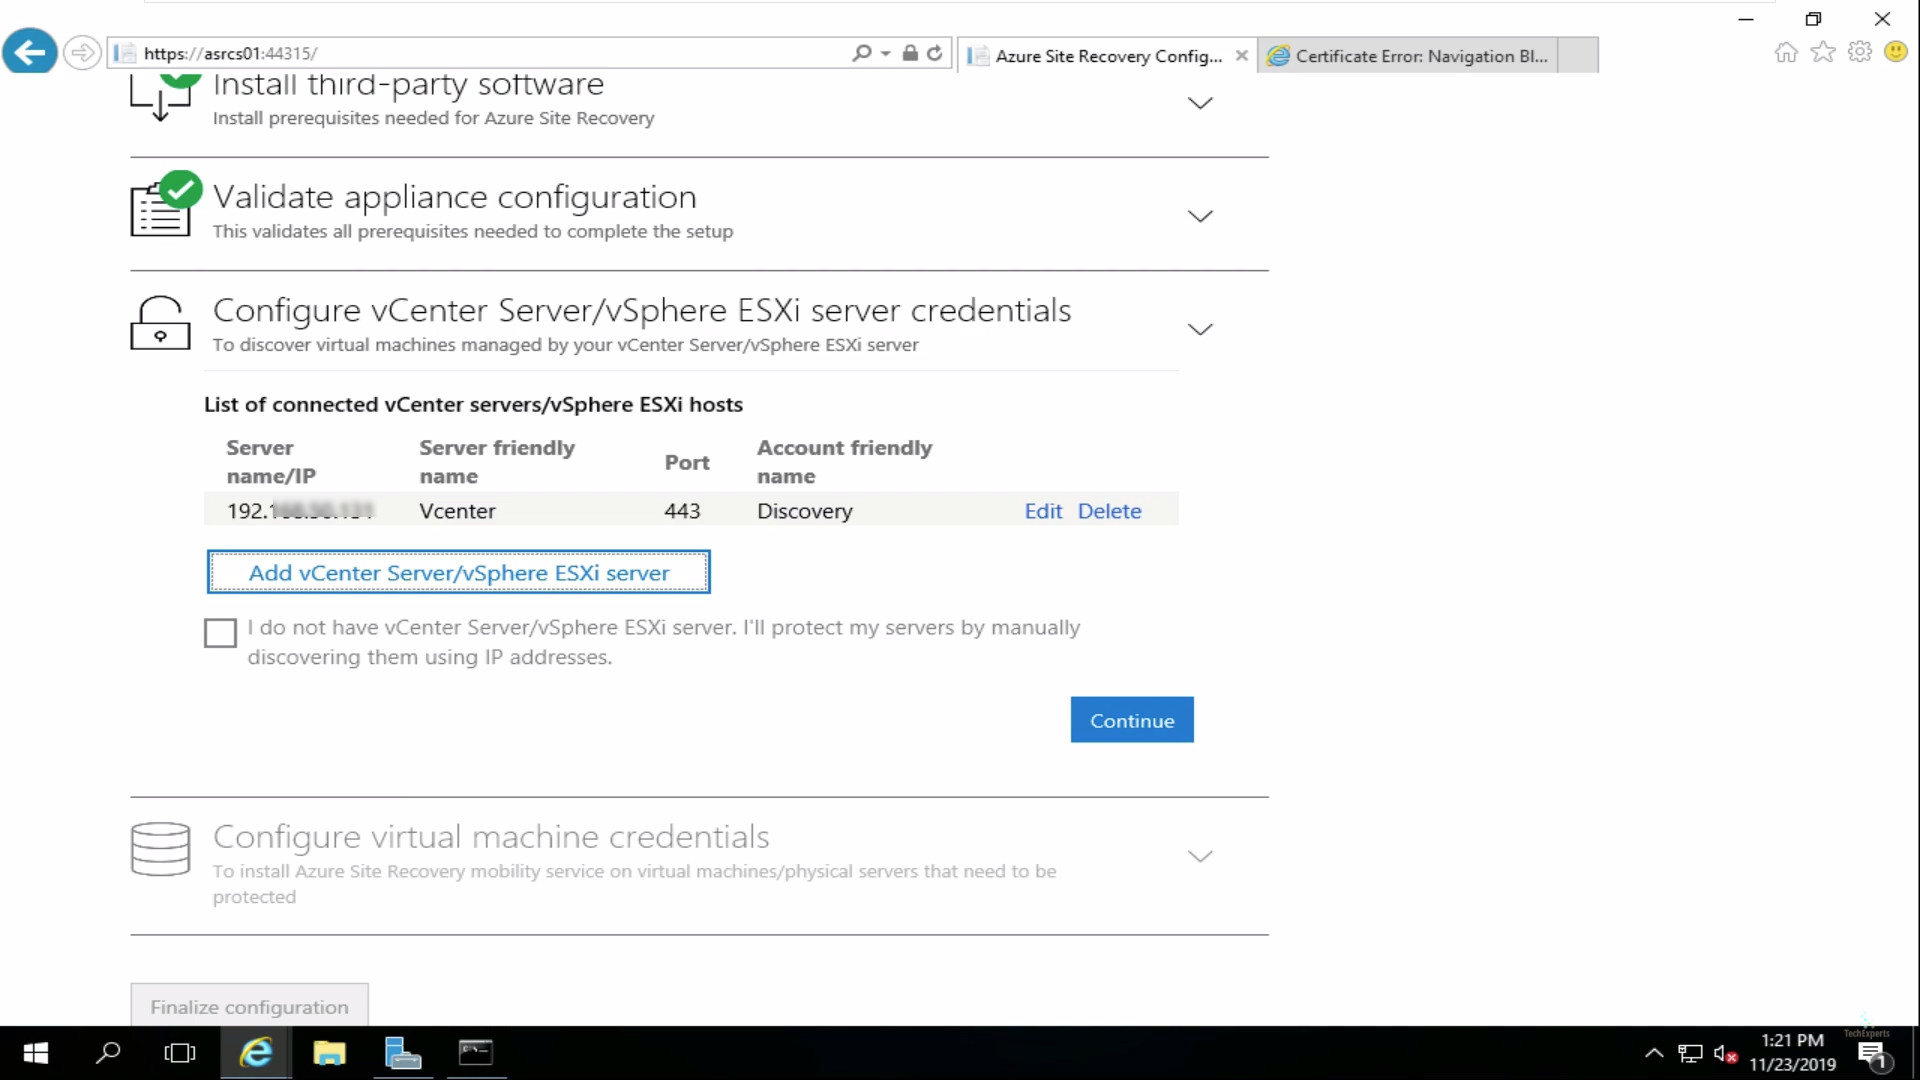 https://asrcs01:44315/
Azure Site Recovery Config...
Certificate Error: Navigation Bl...
Install third-party software
Install prerequisites needed for Azure Site Recovery
Validate appliance configuration
This validates all prerequisites needed to complete the setup
Configure vCenter Server/vSphere ESXi server credentials
To discover virtual machines managed by your vCenter Server/vSphere ESXi server
List of connected vCenter servers/vSphere ESXi hosts
Server name/IP
Server friendly name
Port
Account friendly name
192. Vcenter 443 Discovery Edit Delete
Add vCenter Server/vSphere ESXi server
I do not have vCenter Server/vSphere ESXi server. I'll protect my servers by manually
discovering them using IP addresses.
Continue
Configure virtual machine credentials
To install Azure Site Recovery mobility service on virtual machines/physical servers that need to be
protected
Finalize configuration
TechExperts
1:21 PM
11/23/2019
1